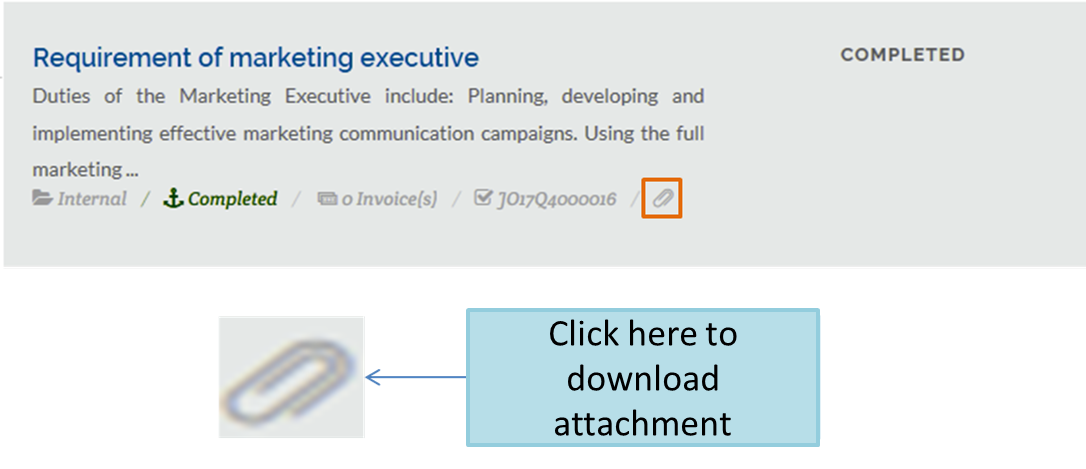 Requirement of marketing executive
COMPLETED
Duties of the Marketing Executive include: Planning, developing and
implementing effective marketing communication campaigns. Using the full
marketing ...
Internal / Completed / 0 Invoice(s) / JO17Q4000016 /
Click here to
download
attachment